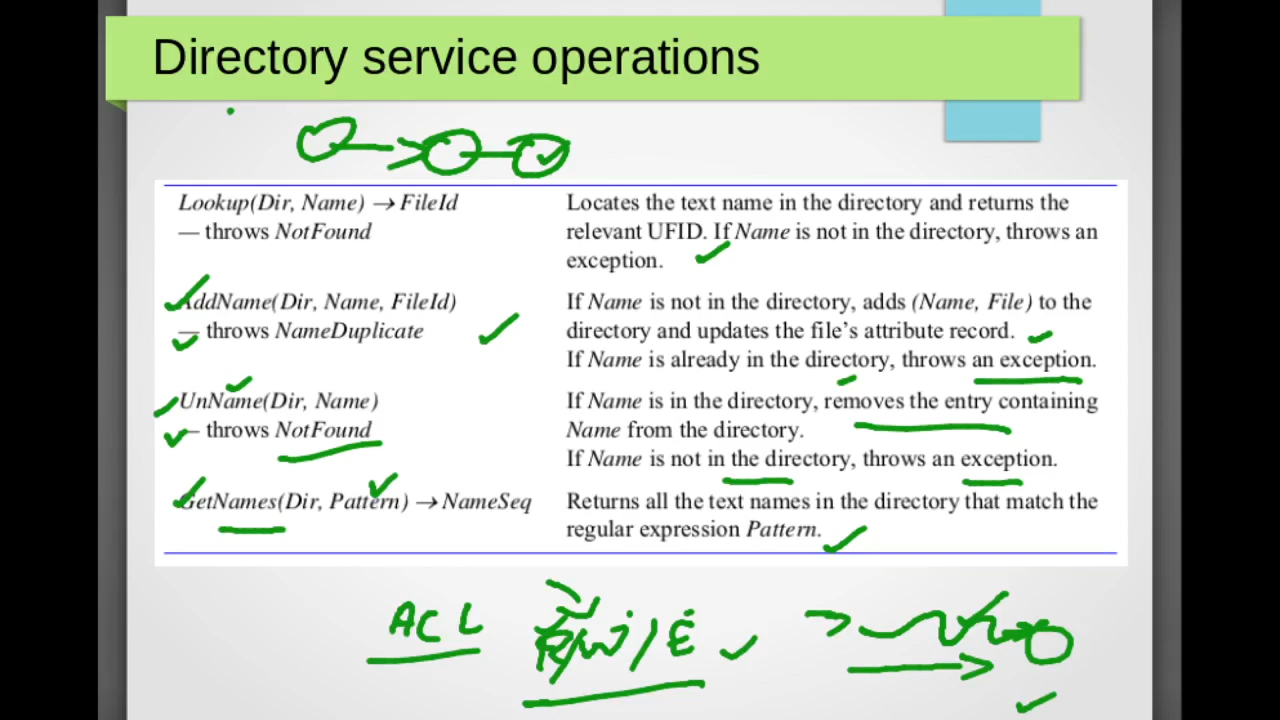 Directory service operations
Lookup(Dir, Name) → FileId
— throws NotFound
Locates the text name in the directory and returns the
relevant UFID. If Name is not in the directory, throws an
exception.
AddName(Dir, Name, FileId)
— throws NameDuplicate
If Name is not in the directory, adds (Name, File) to the
directory and updates the file's attribute record.
If Name is already in the directory, throws an exception.
UnName(Dir, Name)
— throws NotFound
If Name is in the directory, removes the entry containing
Name from the directory.
If Name is not in the directory, throws an exception.
GetNames(Dir, Pattern) → NameSeq
Returns all the text names in the directory that match the
regular expression Pattern.
ACL R/W/E